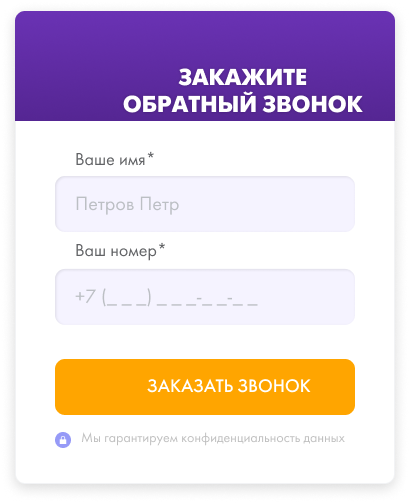 ЗАКАЖИТЕ
ОБРАТНЫЙ ЗВОНОК
Ваше имя*
Петров Петр
Ваш номер*
+7 (_ _ _) _ _ _-_ _-_ _
ЗАКАЗАТЬ ЗВОНОК
Мы гарантируем конфиденциальность данных